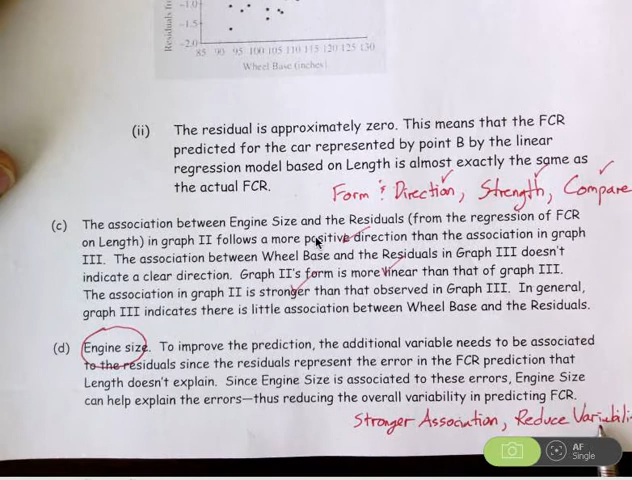 Residuals
-1.0
-1.5
-2.0
85 90 95 100 105 110 115 120 125 130
Wheel Base (inches)
(ii) The residual is approximately zero. This means that the FCR
predicted for the car represented by point B by the linear
regression model based on Length is almost exactly the same as
the actual FCR.
Form & Direction, Strength, Compare
(c) The association between Engine Size and the Residuals (from the regression of FCR
on Length) in graph II follows a more positive direction than the association in graph
III. The association between Wheel Base and the Residuals in Graph III doesn't
indicate a clear direction. Graph II's form is more linear than that of graph III.
The association in graph II is stronger than that observed in Graph III. In general,
graph III indicates there is little association between Wheel Base and the Residuals.
(d) Engine size. To improve the prediction, the additional variable needs to be associated
to the residuals since the residuals represent the error in the FCR prediction that
Length doesn't explain. Since Engine Size is associated to these errors, Engine Size
can help explain the errors—thus reducing the overall variability in predicting FCR.
Stronger Association, Reduce Variabili
AF
Single